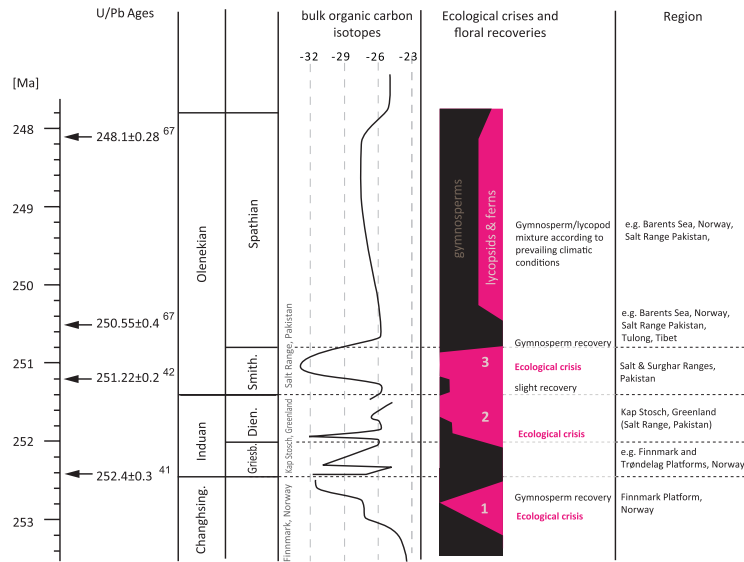 U/Pb Ages
bulk organic carbon
isotopes
Ecological crises and
floral recoveries
Region
-32 -29 -26 -23
[Ma]
248
249
250
251
252
253
248.1±0.28 67
250.55±0.4 67
251.22±0.2 42
252.4±0.3 41
Olenekian
Induan
Changhsing.
Spathian
Smith.
Dien.
Griesb.
Salt Range, Pakistan
Kap Stosch, Greenland
Finnmark, Norway
gymnosperms
lycopsids & ferns
3
2
1
Gymnosperm/lycopod
mixture according to
prevailing climatic
conditions
Gymnosperm recovery
Ecological crisis
slight recovery
Ecological crisis
Gymnosperm recovery
Ecological crisis
e.g. Barents Sea, Norway,
Salt Range Pakistan,
e.g. Barents Sea, Norway,
Salt Range Pakistan,
Tulong, Tibet
Salt & Surghar Ranges,
Pakistan
Kap Stosch, Greenland
(Salt Range, Pakistan)
e.g. Finnmark and
Trøndelag Platforms, Norway
Finnmark Platform,
Norway